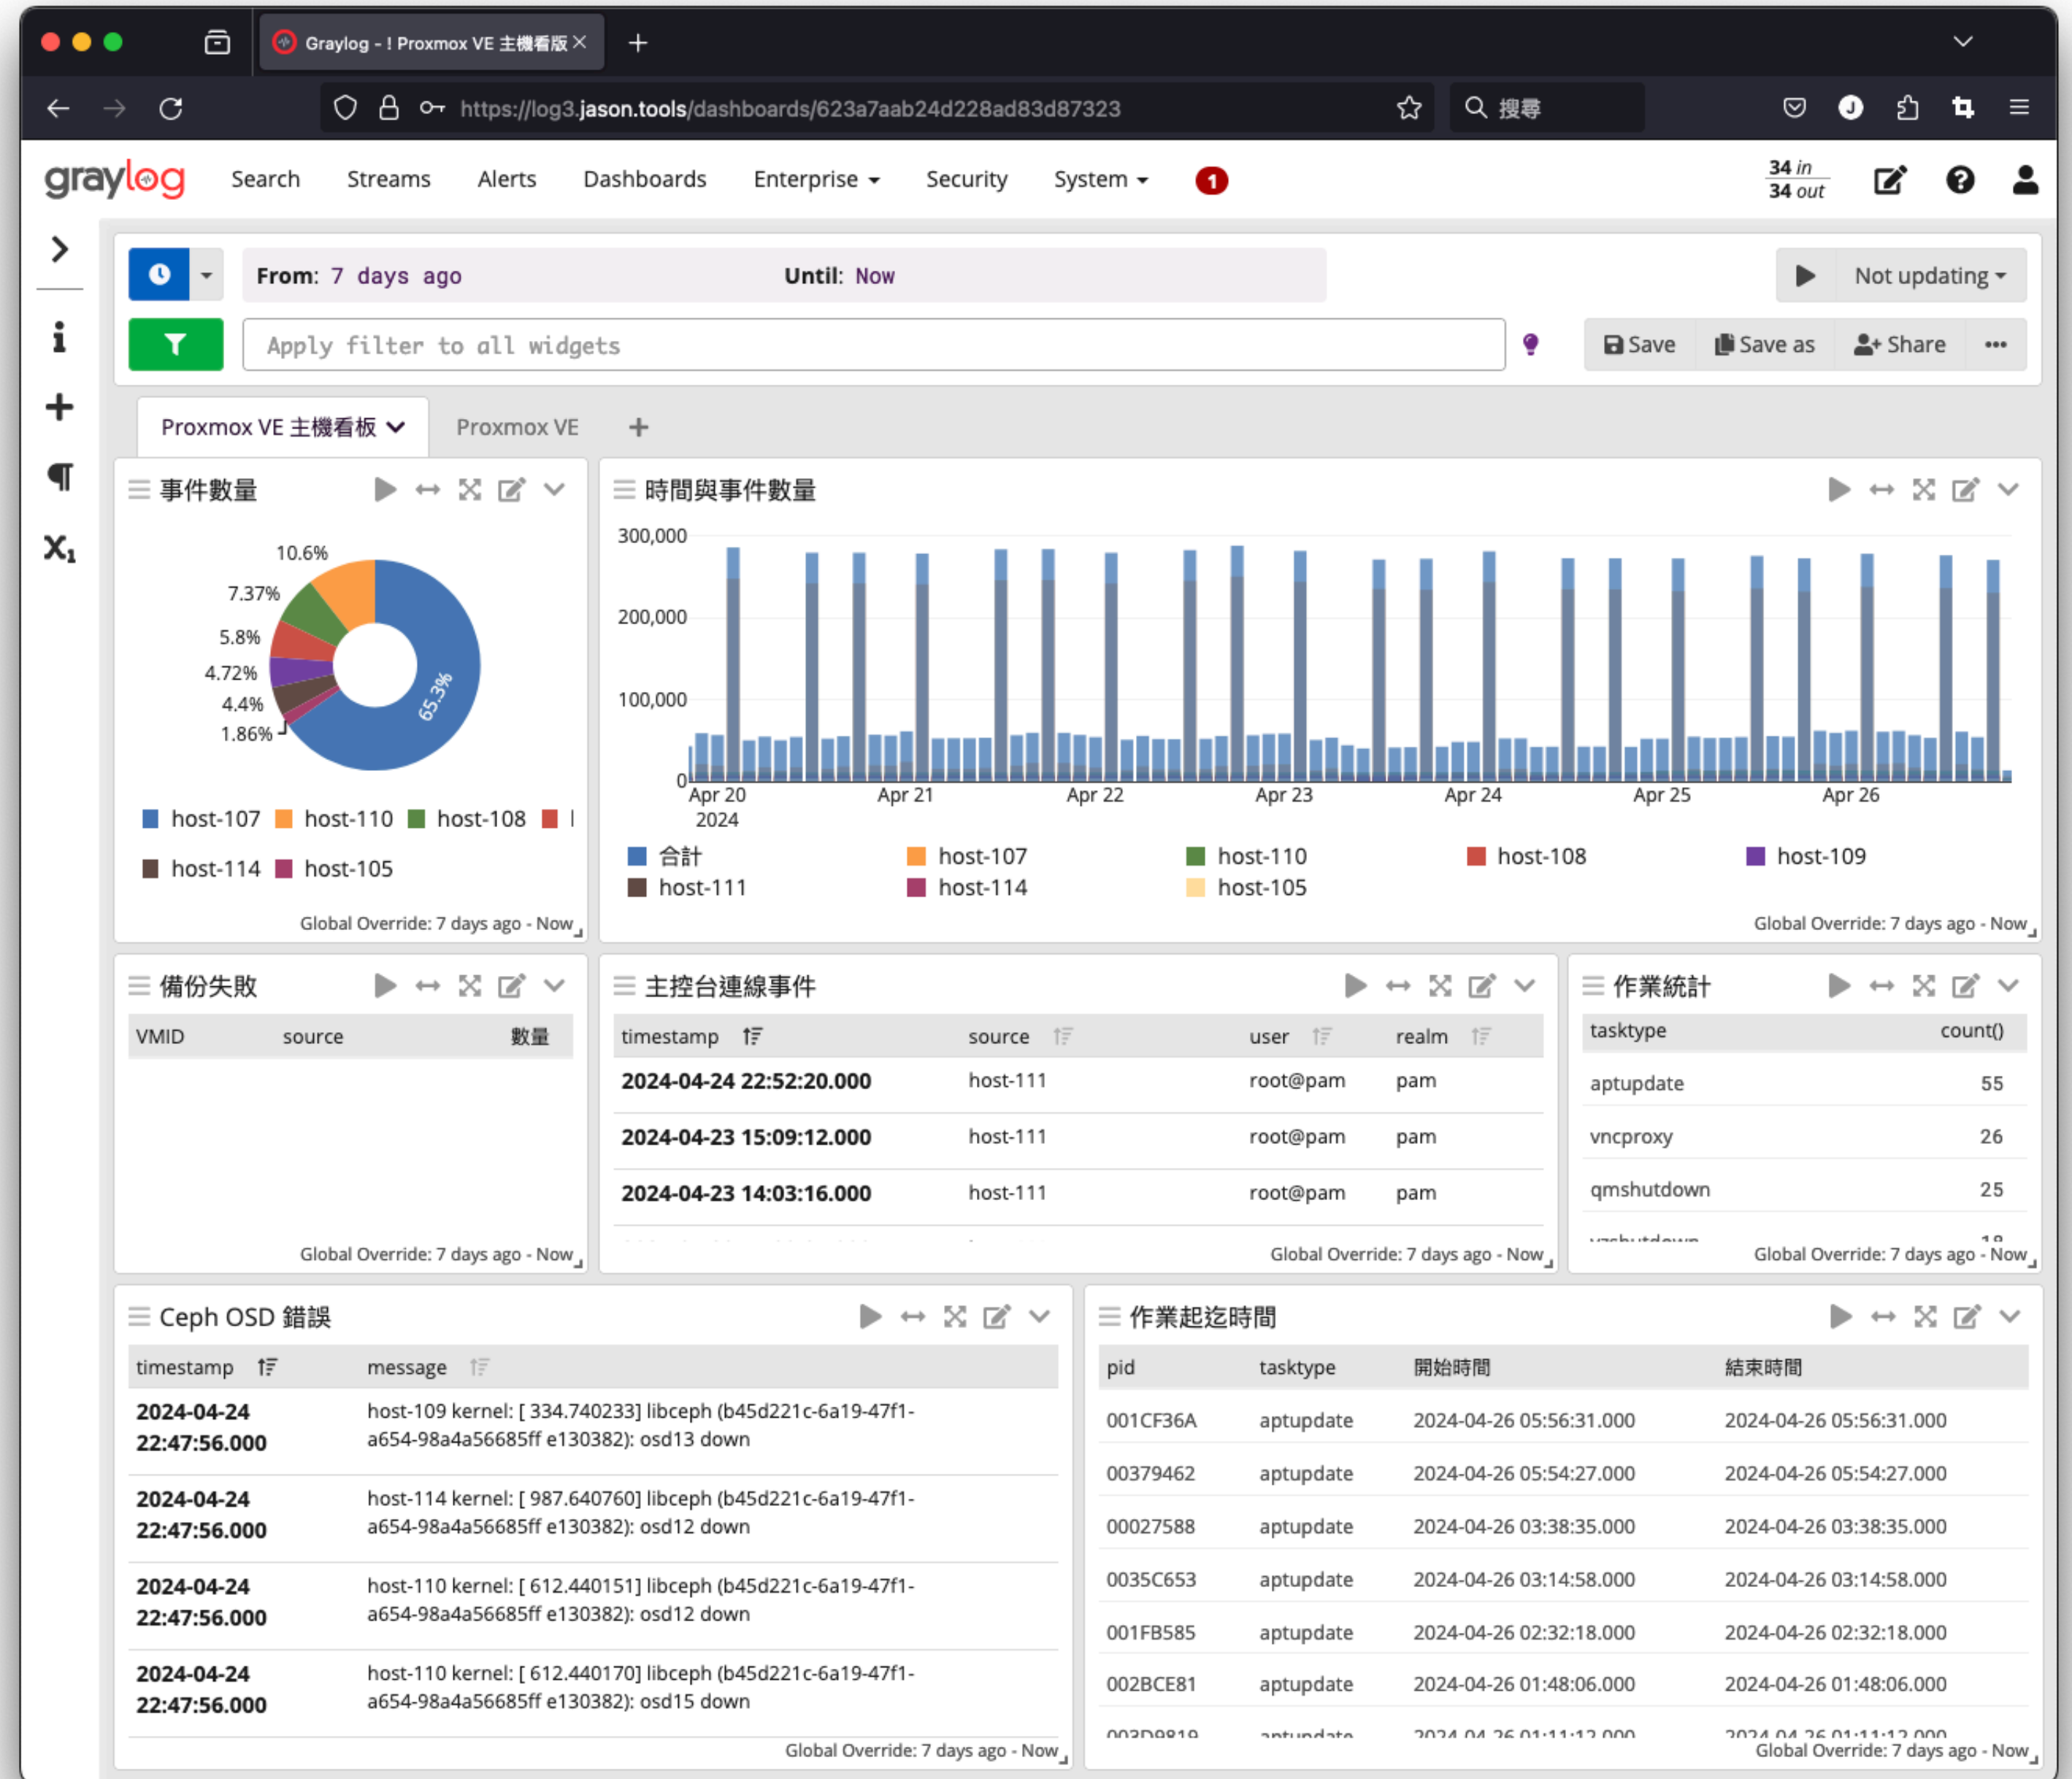 Graylog - ! Proxmox VE 主機看版
https://log3.jason.tools/dashboards/623a7aab24d228ad83d87323
搜尋
J
graylog Search Streams Alerts Dashboards Enterprise Security System 1
34 in
34 out
From: 7 days ago Until: Now
Not updating
Apply filter to all widgets
Save Save as Share
Proxmox VE 主機看板 Proxmox VE
事件數量
10.6%
7.37%
5.8%
4.72%
4.4%
1.86%
65.3%
host-107 host-110 host-108
host-114 host-105
Global Override: 7 days ago - Now
時間與事件數量
300,000
200,000
100,000
0
Apr 20 Apr 21 Apr 22 Apr 23 Apr 24 Apr 25 Apr 26
2024
合計 host-107 host-110 host-108 host-109
host-111 host-114 host-105
Global Override: 7 days ago - Now
備份失敗
VMID source 數量
Global Override: 7 days ago - Now
主控台連線事件
timestamp source user realm
2024-04-24 22:52:20.000 host-111 root@pam pam
2024-04-23 15:09:12.000 host-111 root@pam pam
2024-04-23 14:03:16.000 host-111 root@pam pam
Global Override: 7 days ago - Now
作業統計
tasktype count()
aptupdate 55
vncproxy 26
qmshutdown 25
Global Override: 7 days ago - Now
Ceph OSD 錯誤
timestamp message
2024-04-24 22:47:56.000
host-109 kernel: [ 334.740233] libceph (b45d221c-6a19-47f1-
a654-98a4a56685ff e130382): osd13 down
2024-04-24 22:47:56.000
host-114 kernel: [ 987.640760] libceph (b45d221c-6a19-47f1-
a654-98a4a56685ff e130382): osd12 down
2024-04-24 22:47:56.000
host-110 kernel: [ 612.440151] libceph (b45d221c-6a19-47f1-
a654-98a4a56685ff e130382): osd12 down
2024-04-24 22:47:56.000
host-110 kernel: [ 612.440170] libceph (b45d221c-6a19-47f1-
a654-98a4a56685ff e130382): osd15 down
Global Override: 7 days ago - Now
作業起迄時間
pid tasktype 開始時間 結束時間
001CF36A aptupdate 2024-04-26 05:56:31.000 2024-04-26 05:56:31.000
00379462 aptupdate 2024-04-26 05:54:27.000 2024-04-26 05:54:27.000
00027588 aptupdate 2024-04-26 03:38:35.000 2024-04-26 03:38:35.000
0035C653 aptupdate 2024-04-26 03:14:58.000 2024-04-26 03:14:58.000
001FB585 aptupdate 2024-04-26 02:32:18.000 2024-04-26 02:32:18.000
002BCE81 aptupdate 2024-04-26 01:48:06.000 2024-04-26 01:48:06.000
003D9819 aptupdate 2024-04-26 01:11:12.000 2024-04-26 01:11:12.000
Global Override: 7 days ago - Now